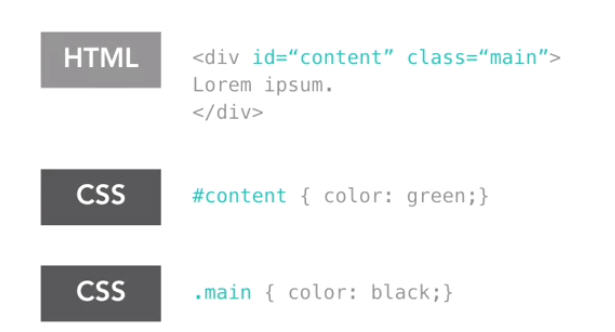 HTML
<div id=“content” class=“main”>
Lorem ipsum.
</div>
CSS
#content { color: green;}
CSS
.main { color: black;}